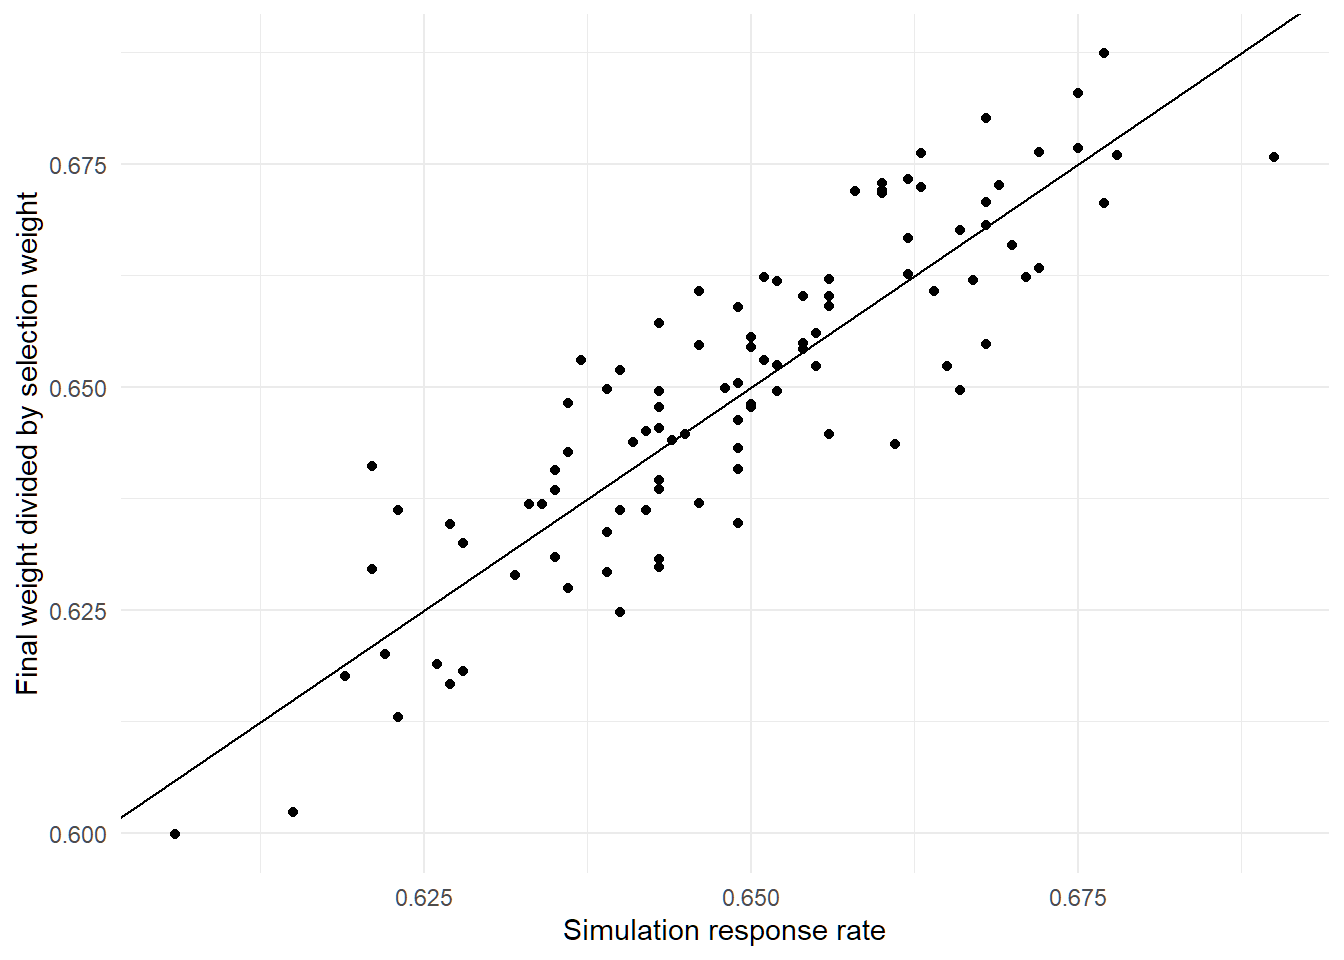 Final weight divided by selection weight
0.675
0.650
0.625
0.600
0.625 0.650 0.675
Simulation response rate